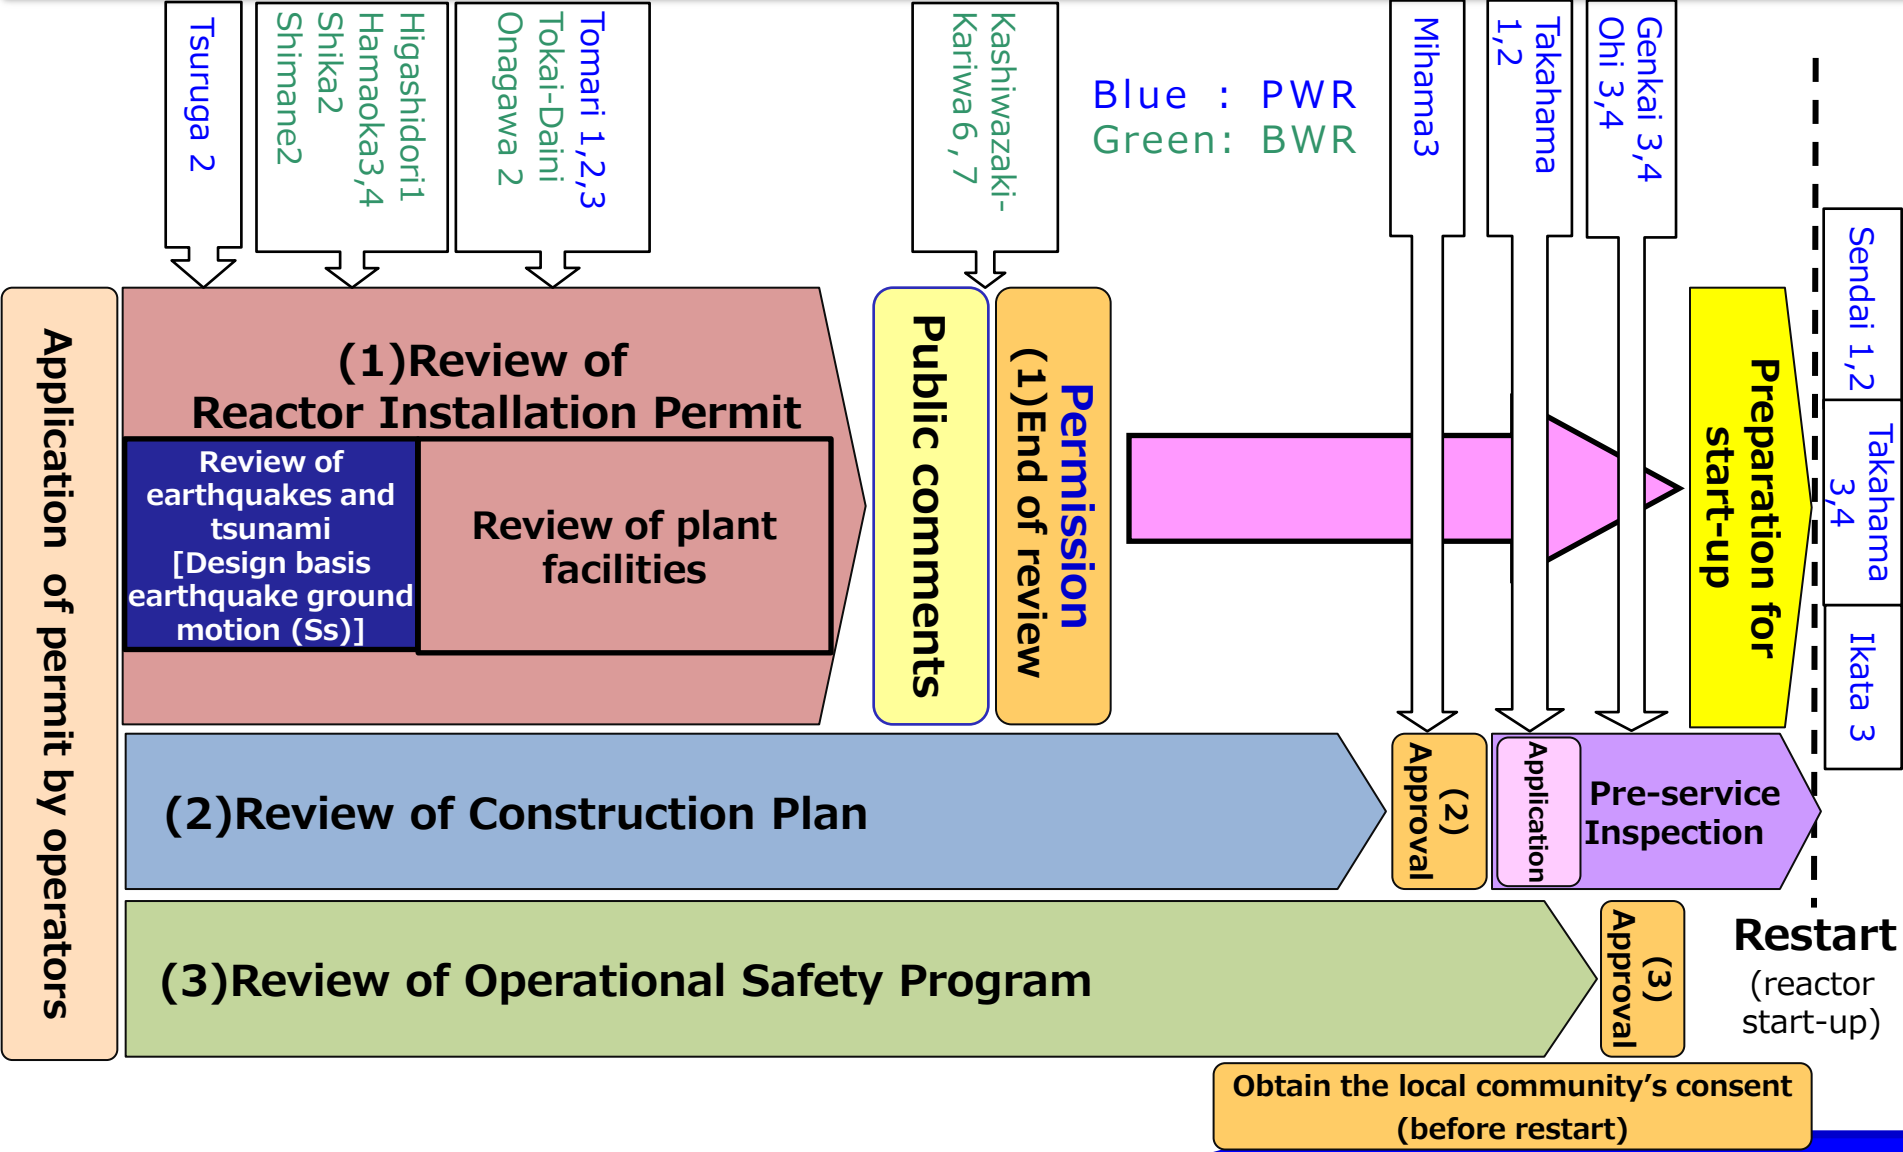 Tsuruga 2
Higashidori1
Hamaoka3,4
Shika2
Shimane2
Tomari 1,2,3
Tokai-Daini
Onagawa 2
Kashiwazaki-
Kariwa6,7
Blue : PWR
Green: BWR
Mihama3
Takahama
1,2
Genkai 3,4
Ohi 3,4
Sendai 1,2
Takahama
3,4
Ikata 3
Application of permit by operators
(1)Review of
Reactor Installation Permit
Review of
earthquakes and
tsunami
[Design basis
earthquake ground
motion (Ss)]
Review of plant
facilities
Public comments
Permission
(1)End of review
Preparation for
start-up
(2)Review of Construction Plan
(2)
Approval
Application
Pre-service
Inspection
(3)Review of Operational Safety Program
(3)
Approval
Restart
(reactor
start-up)
Obtain the local community’s consent
(before restart)